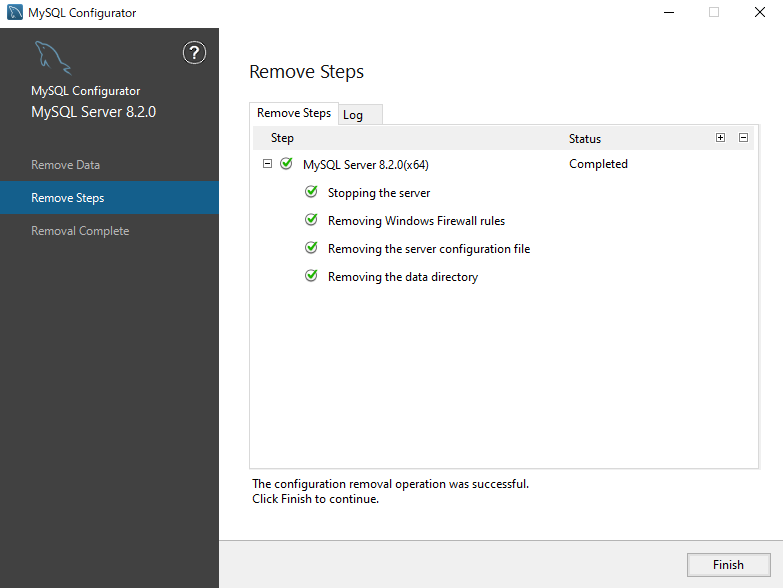 MySQL Configurator
?
MySQL Configurator
MySQL Server 8.2.0
Remove Data
Remove Steps
Removal Complete
Remove Steps
Remove Steps Log
Step Status
MySQL Server 8.2.0(x64) Completed
Stopping the server
Removing Windows Firewall rules
Removing the server configuration file
Removing the data directory
The configuration removal operation was successful.
Click Finish to continue.
Finish